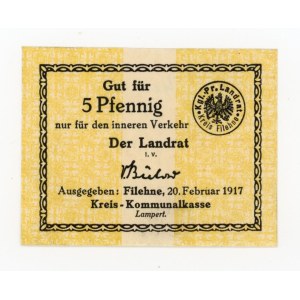 Gut für
5 Pfennig
nur für den inneren Verkehr
Der Landrat
i. v.
Ausgegeben: Filehne, 20. Februar 1917
Kreis-Kommunalkasse
Lampert.
Kgl. Pr. Landrat
Kreis Filehne